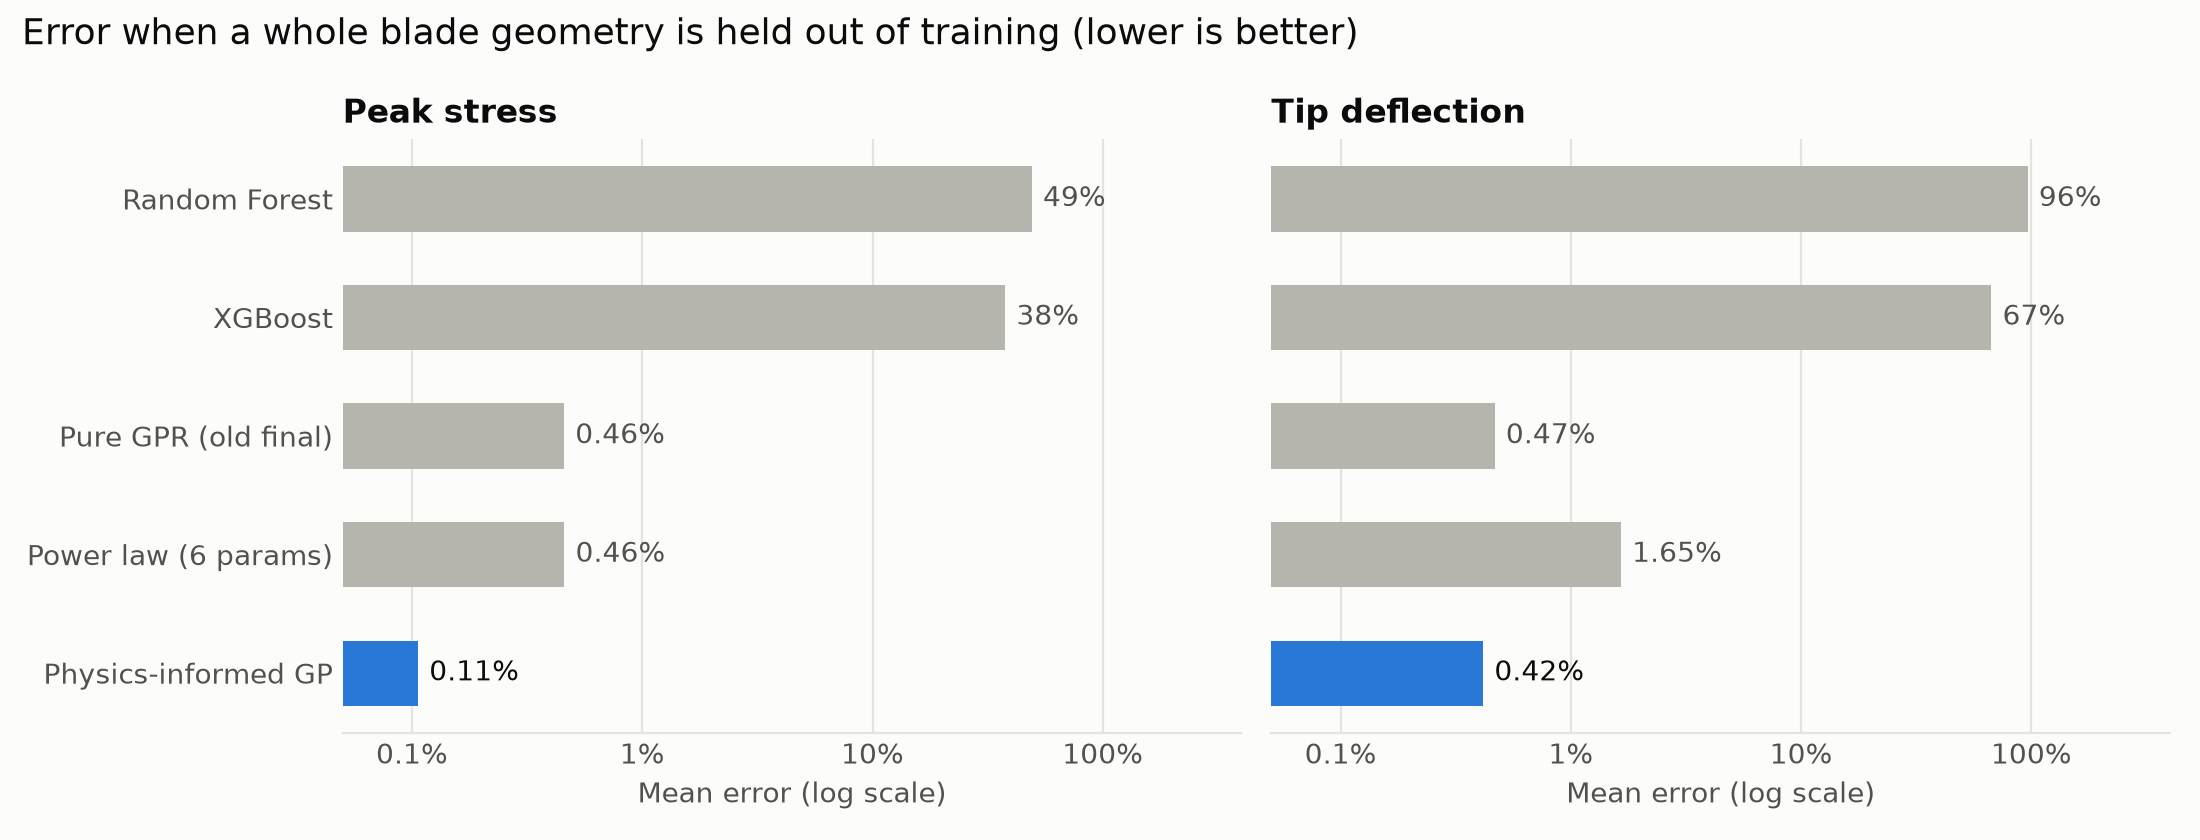 Error when a whole blade geometry is held out of training (lower is better)
Peak stress
Random Forest 49%
XGBoost 38%
Pure GPR (old final) 0.46%
Power law (6 params) 0.46%
Physics-informed GP 0.11%
0.1% 1% 10% 100%
Mean error (log scale)
Tip deflection
96%
67%
0.47%
1.65%
0.42%
0.1% 1% 10% 100%
Mean error (log scale)